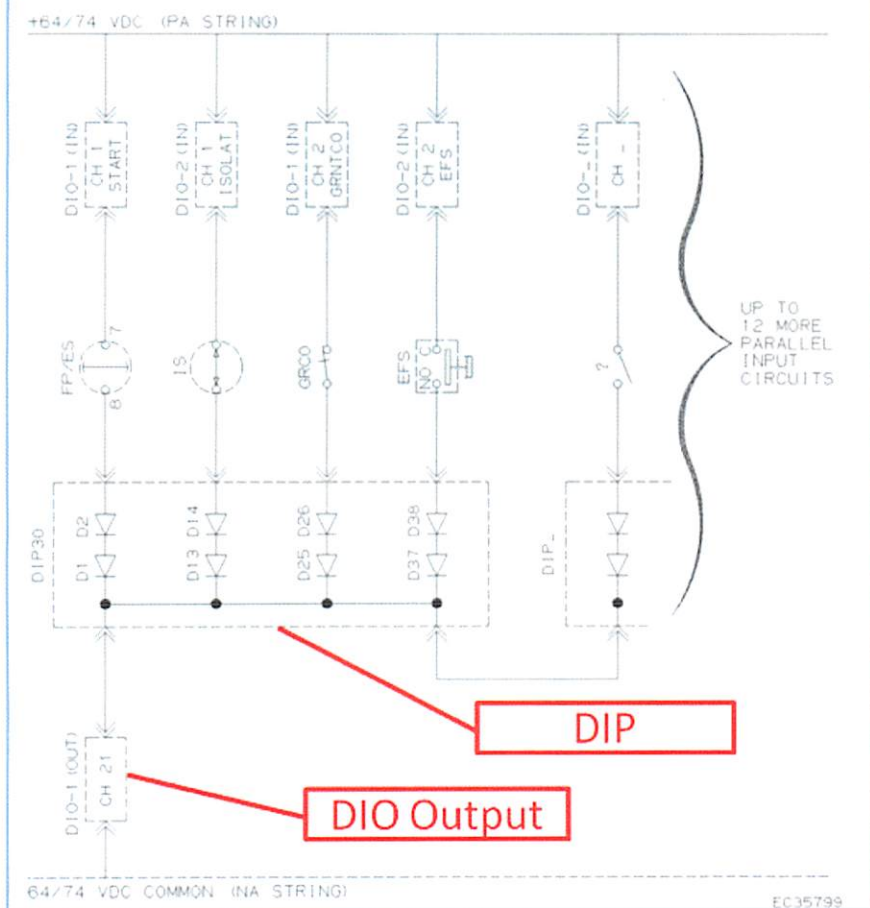 +64/74 VDC (PA STRING)
DIO-1 (IN)
CH 1
START
DIO-2 (IN)
CH 1
ISOLAT
DIO-1 (IN)
CH 2
GRNTCO
DIO-2 (IN)
CH 2
EFS
DIO-_ (IN)
CH _
UP TO
12 MORE
PARALLEL
INPUT
CIRCUITS
FP/ES
7
8
IS
GRCO
EFS
NO C
?
DIP30
D1 D2
D13 D14
D25 D26
D37 D38
DIP_
DIP
DIO-1 (OUT)
CH 21
DIO Output
64/74 VDC COMMON (NA STRING)
EC35799